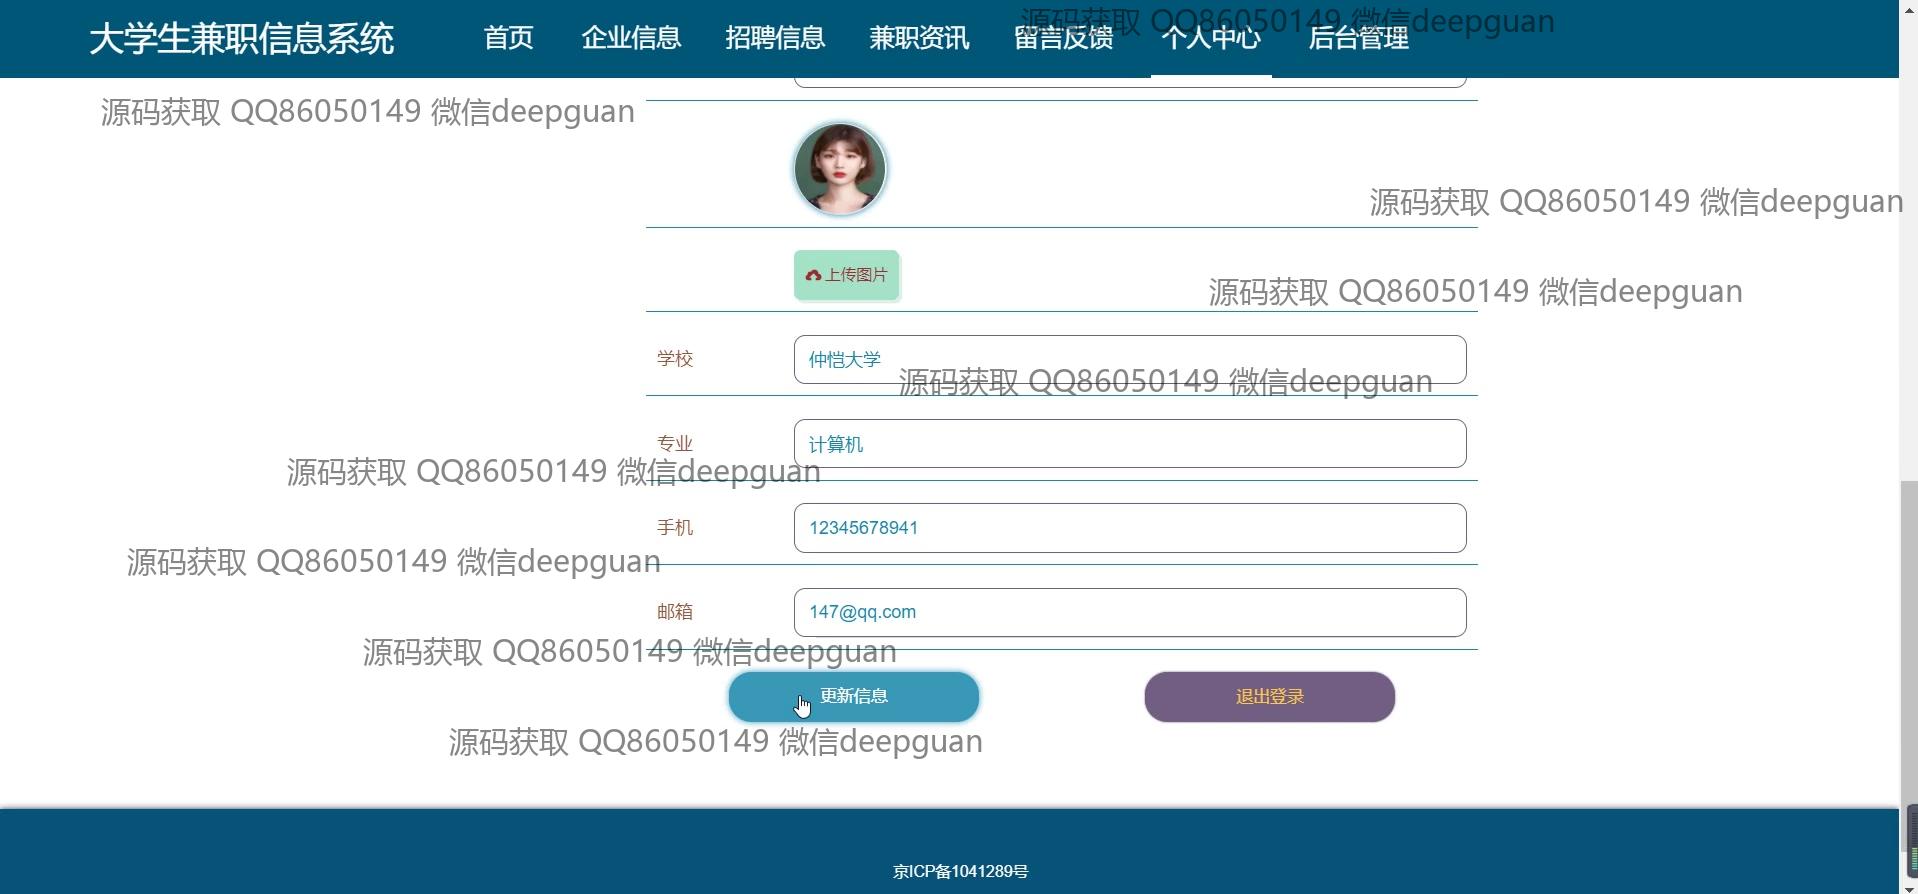 大学生兼职信息系统
首页 企业信息 招聘信息 兼职资讯 留言反馈 个人中心 后台管理
源码获取 QQ86050149 微信deepguan
源码获取 QQ86050149 微信deepguan
源码获取 QQ86050149 微信deepguan
上传图片
源码获取 QQ86050149 微信deepguan
学校 仲恺大学
源码获取 QQ86050149 微信deepguan
专业 计算机
源码获取 QQ86050149 微信deepguan
手机 12345678941
源码获取 QQ86050149 微信deepguan
邮箱 147@qq.com
源码获取 QQ86050149 微信deepguan
更新信息 退出登录
源码获取 QQ86050149 微信deepguan
京ICP备1041289号